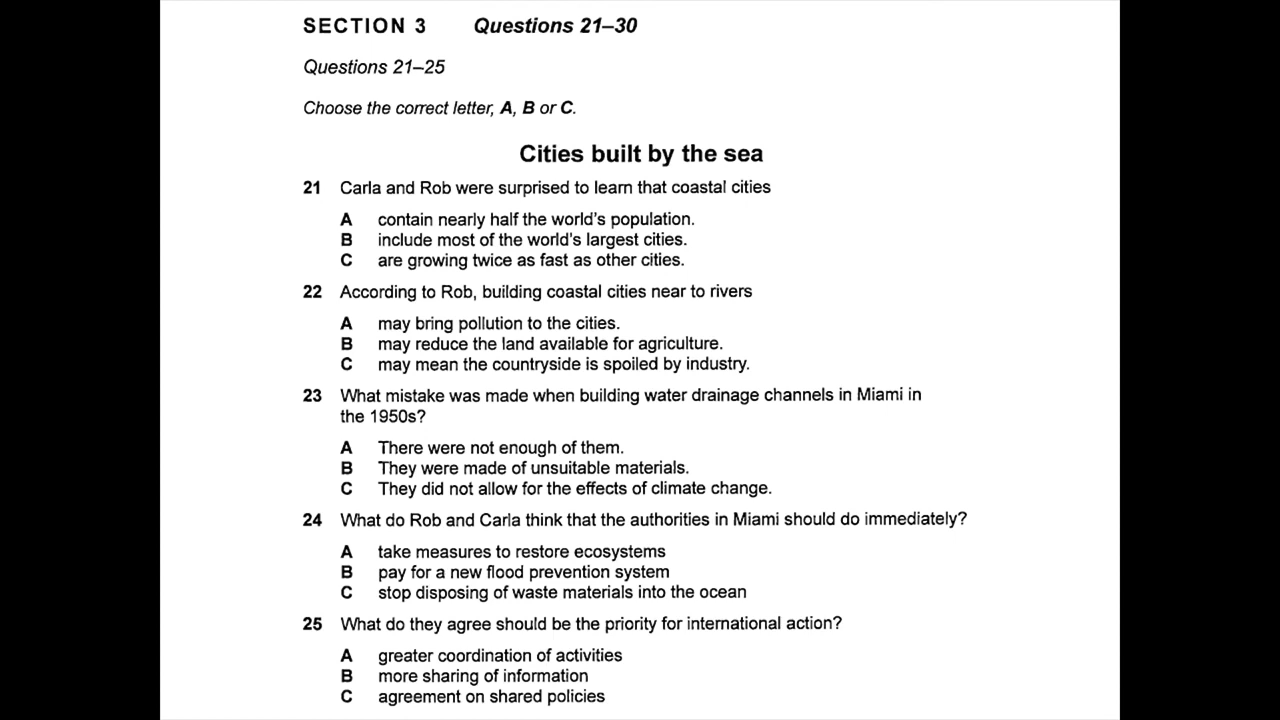 SECTION 3 Questions 21–30
Questions 21–25
Choose the correct letter, A, B or C.
Cities built by the sea
21 Carla and Rob were surprised to learn that coastal cities
A contain nearly half the world's population.
B include most of the world's largest cities.
C are growing twice as fast as other cities.
22 According to Rob, building coastal cities near to rivers
A may bring pollution to the cities.
B may reduce the land available for agriculture.
C may mean the countryside is spoiled by industry.
23 What mistake was made when building water drainage channels in Miami in
the 1950s?
A There were not enough of them.
B They were made of unsuitable materials.
C They did not allow for the effects of climate change.
24 What do Rob and Carla think that the authorities in Miami should do immediately?
A take measures to restore ecosystems
B pay for a new flood prevention system
C stop disposing of waste materials into the ocean
25 What do they agree should be the priority for international action?
A greater coordination of activities
B more sharing of information
C agreement on shared policies